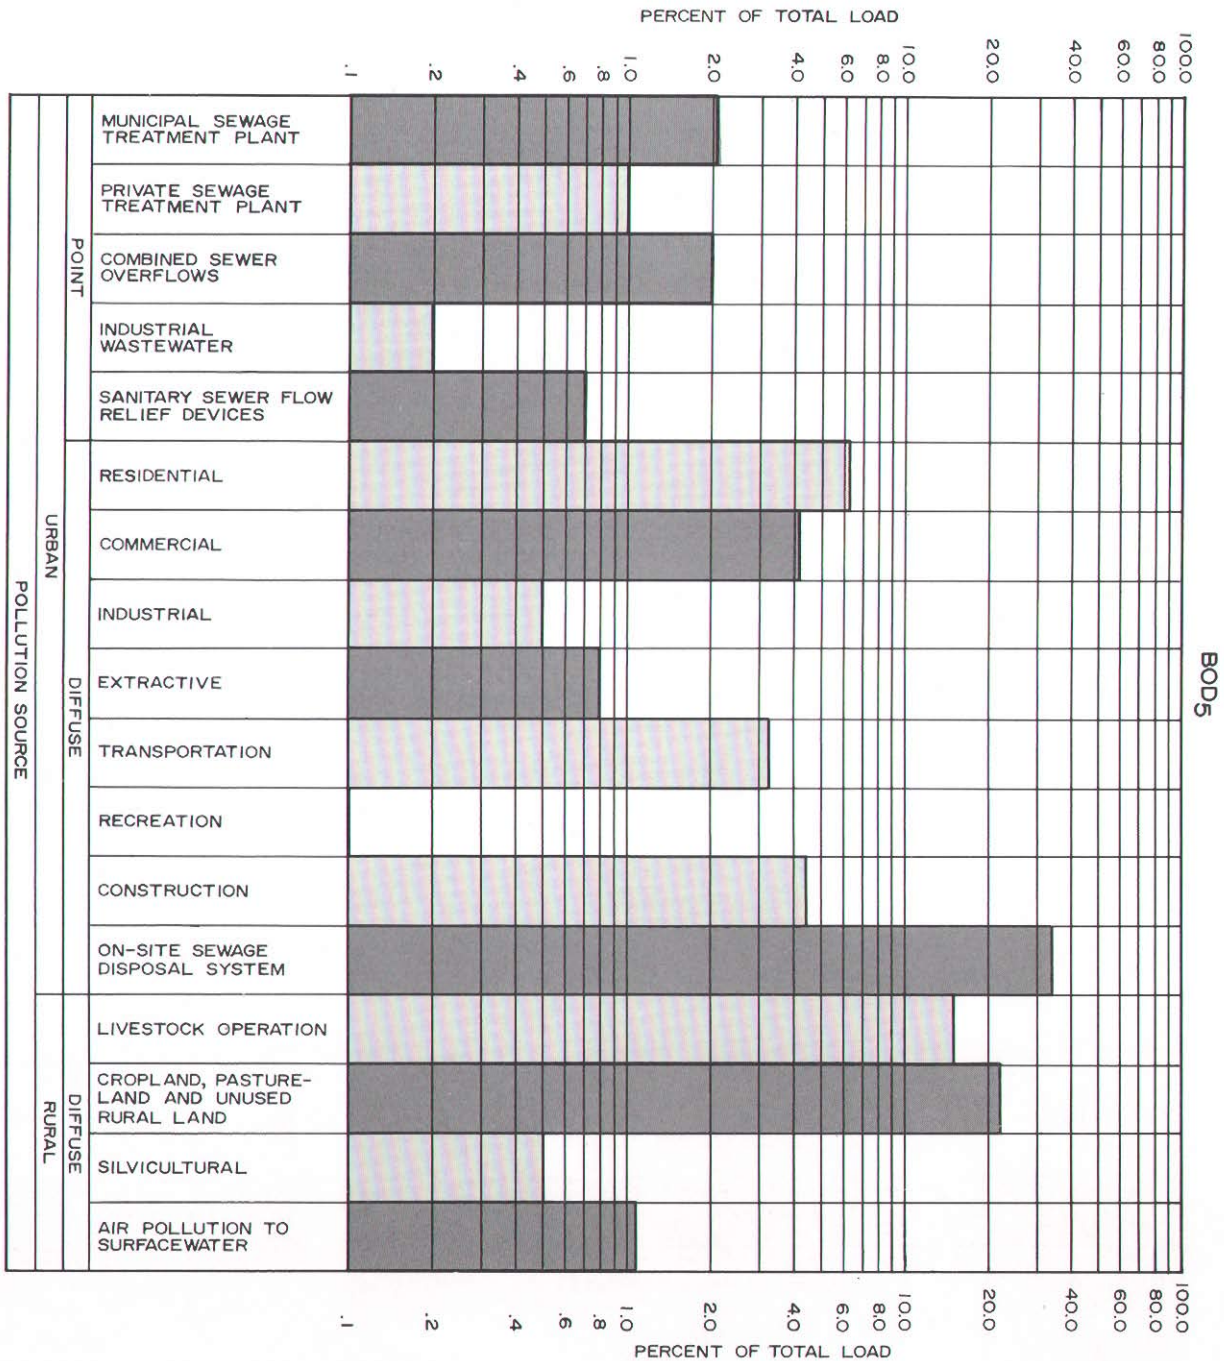 PERCENT OF TOTAL LOAD
.1 .2 .4 .6 .8 1.0 2.0 4.0 6.0 8.0 10.0 20.0 40.0 60.0 80.0 100.0
BOD5
POLLUTION SOURCE
URBAN
POINT
MUNICIPAL SEWAGE
TREATMENT PLANT
PRIVATE SEWAGE
TREATMENT PLANT
COMBINED SEWER
OVERFLOWS
INDUSTRIAL
WASTEWATER
SANITARY SEWER FLOW
RELIEF DEVICES
DIFFUSE
RESIDENTIAL
COMMERCIAL
INDUSTRIAL
EXTRACTIVE
TRANSPORTATION
RECREATION
CONSTRUCTION
ON-SITE SEWAGE
DISPOSAL SYSTEM
RURAL
DIFFUSE
LIVESTOCK OPERATION
CROPLAND, PASTURE-
LAND AND UNUSED
RURAL LAND
SILVICULTURAL
AIR POLLUTION TO
SURFACEWATER
.1 .2 .4 .6 .8 1.0 2.0 4.0 6.0 8.0 10.0 20.0 40.0 60.0 80.0 100.0
PERCENT OF TOTAL LOAD